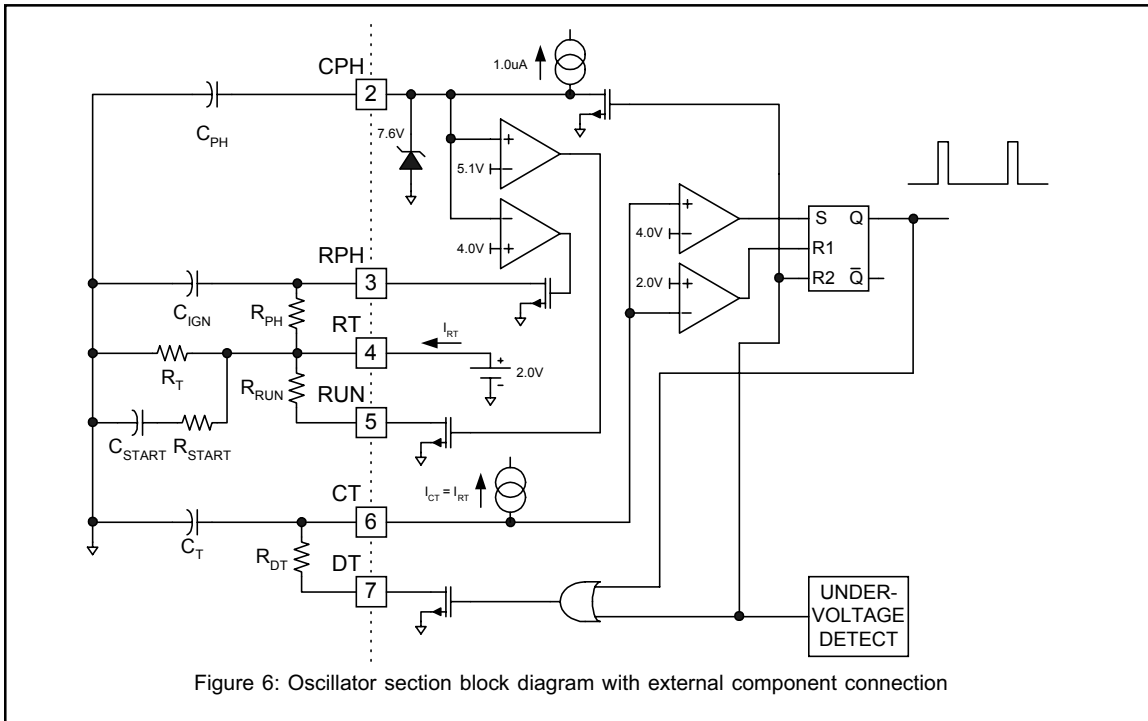 CPH
2
1.0uA
C_PH
7.6V
+
5.1V −
−
4.0V +
+
4.0V −
S Q
R1
2.0V +
−
R2 Q̅
RPH
3
C_IGN
R_PH
RT
4
I_RT
+
2.0V
−
R_T
R_RUN
RUN
5
C_START R_START
CT
6
I_CT = I_RT
C_T
R_DT
DT
7
UNDER-
VOLTAGE
DETECT
Figure 6: Oscillator section block diagram with external component connection